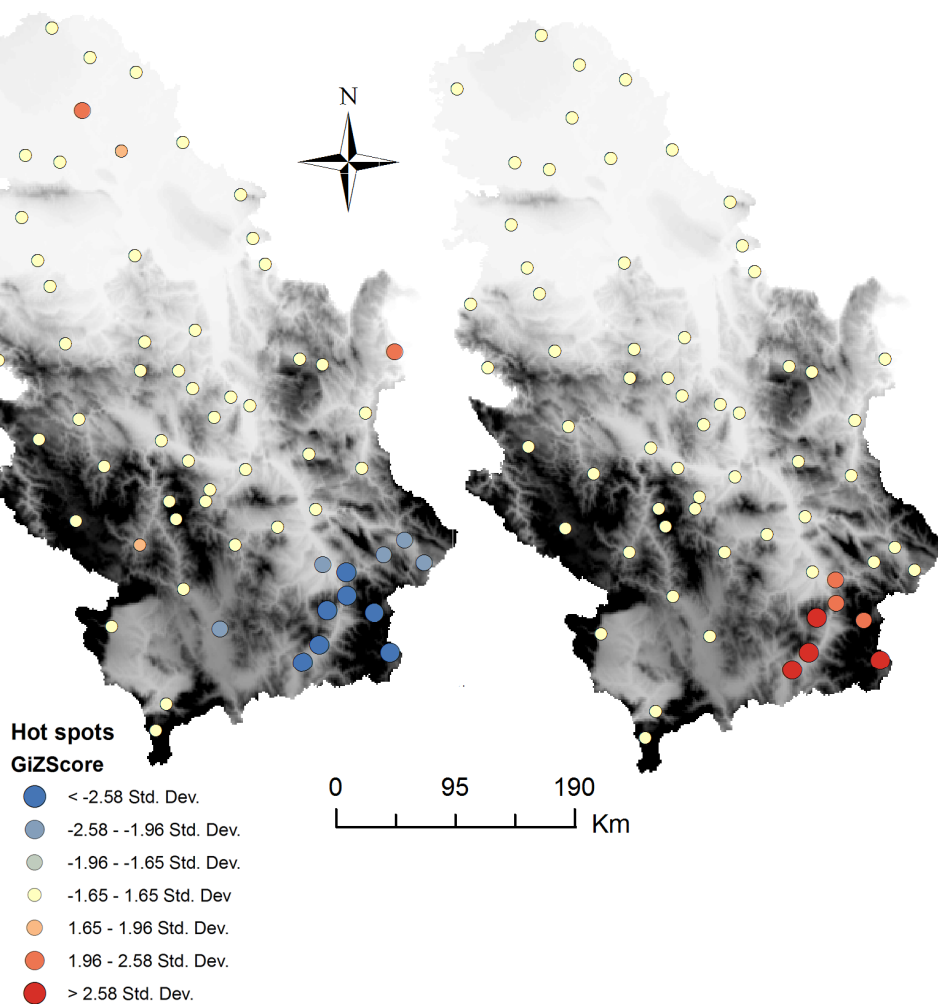 N
Hot spots
GiZScore
< -2.58 Std. Dev.
-2.58 - -1.96 Std. Dev.
-1.96 - -1.65 Std. Dev.
-1.65 - 1.65 Std. Dev
1.65 - 1.96 Std. Dev.
1.96 - 2.58 Std. Dev.
> 2.58 Std. Dev.
0 95 190
Km